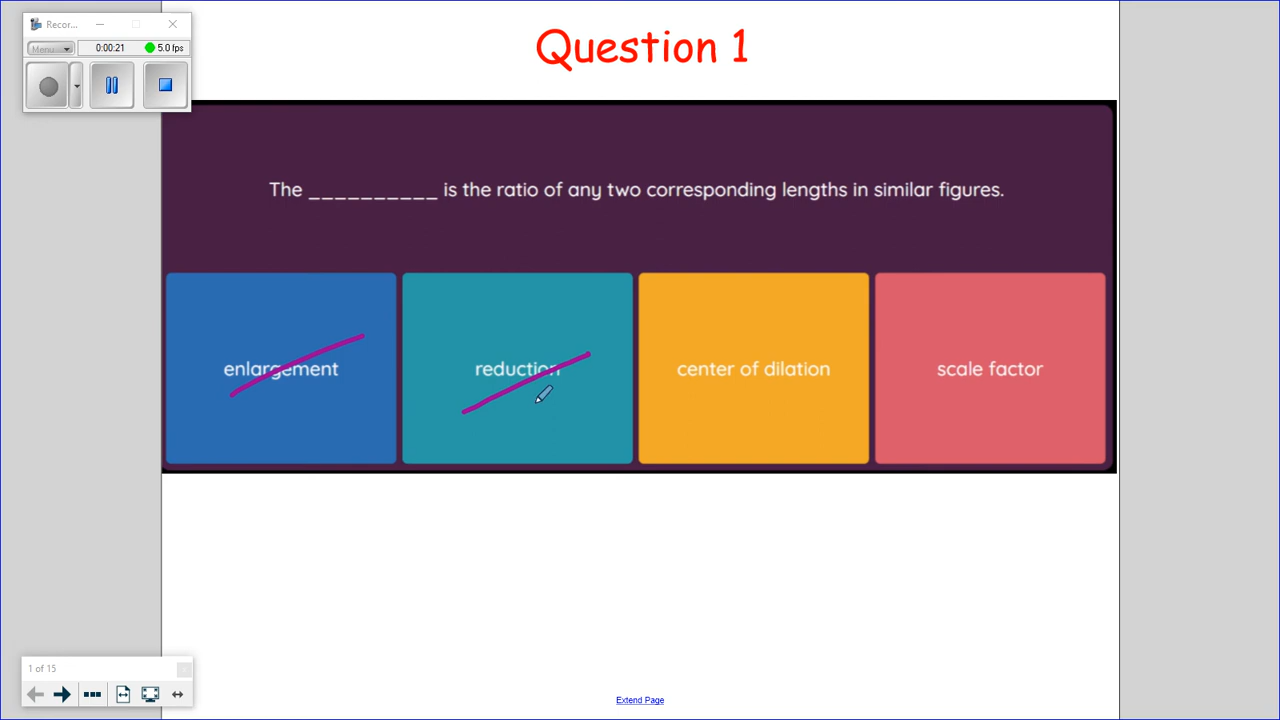 Recor...
Menu
0:00:21
5.0 fps
Question 1
The __________ is the ratio of any two corresponding lengths in similar figures.
enlargement
reduction
center of dilation
scale factor
1 of 15
Extend Page